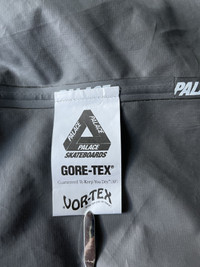 PALACE
PALACE
PALACE
SKATEBOARDS
GORE-TEX®
Guaranteed To Keep You Dry®
VOR-TEX
PAL